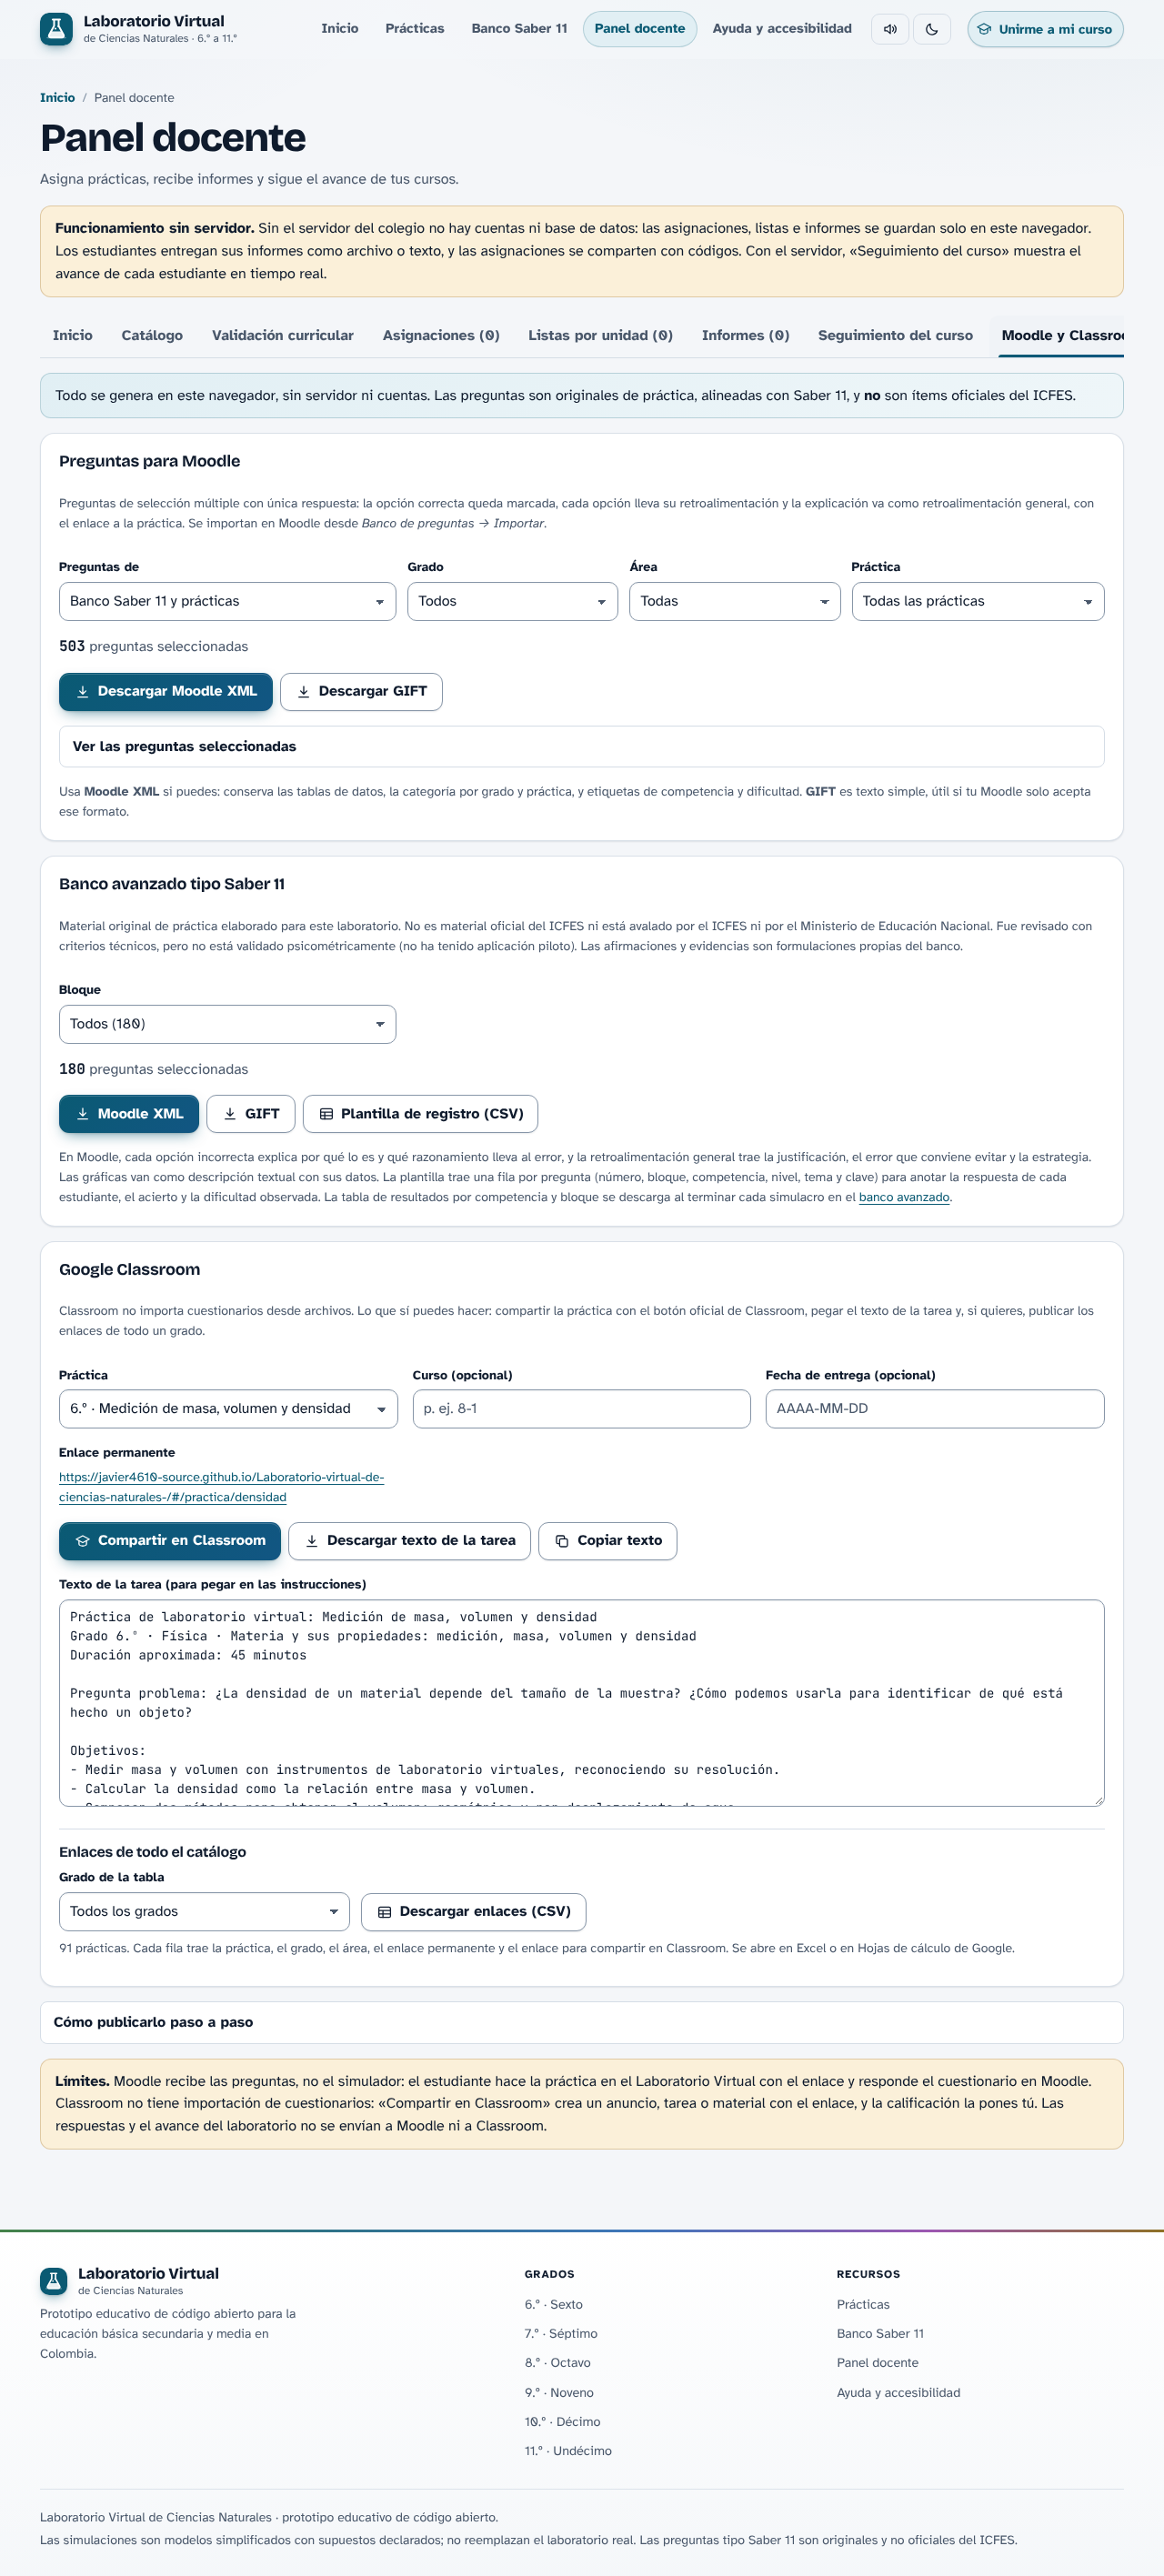 Laboratorio Virtual
de Ciencias Naturales · 6.° a 11.°
Inicio
Prácticas
Banco Saber 11
Panel docente
Ayuda y accesibilidad
Unirme a mi curso
Inicio / Panel docente
Panel docente
Asigna prácticas, recibe informes y sigue el avance de tus cursos.
Funcionamiento sin servidor. Sin el servidor del colegio no hay cuentas ni base de datos: las asignaciones, listas e informes se guardan solo en este navegador.
Los estudiantes entregan sus informes como archivo o texto, y las asignaciones se comparten con códigos. Con el servidor, «Seguimiento del curso» muestra el
avance de cada estudiante en tiempo real.
Inicio
Catálogo
Validación curricular
Asignaciones (0)
Listas por unidad (0)
Informes (0)
Seguimiento del curso
Moodle y
Todo se genera en este navegador, sin servidor ni cuentas. Las preguntas son originales de práctica, alineadas con Saber 11, y no son ítems oficiales del ICFES.
Preguntas para Moodle
Preguntas de selección múltiple con única respuesta: la opción correcta queda marcada, cada opción lleva su retroalimentación y la explicación va como retroalimentación general, con
el enlace a la práctica. Se importan en Moodle desde Banco de preguntas → Importar.
Preguntas de
Grado
Área
Práctica
Banco Saber 11 y prácticas
Todos
Todas
Todas las prácticas
503 preguntas seleccionadas
Descargar Moodle XML
Descargar GIFT
Ver las preguntas seleccionadas
Usa Moodle XML si puedes: conserva las tablas de datos, la categoría por grado y práctica, y etiquetas de competencia y dificultad. GIFT es texto simple, útil si tu Moodle solo acepta
ese formato.
Banco avanzado tipo Saber 11
Material original de práctica elaborado para este laboratorio. No es material oficial del ICFES ni está avalado por el ICFES ni por el Ministerio de Educación Nacional. Fue revisado con
criterios técnicos, pero no está validado psicométricamente (no ha tenido aplicación piloto). Las afirmaciones y evidencias son formulaciones propias del banco.
Bloque
Todos (180)
180 preguntas seleccionadas
Moodle XML
GIFT
Plantilla de registro (CSV)
En Moodle, cada opción incorrecta explica por qué lo es y qué razonamiento lleva al error, y la retroalimentación general trae la justificación, el error que conviene evitar y la estrategia.
Las gráficas van como descripción textual con sus datos. La plantilla trae una fila por pregunta (número, bloque, competencia, nivel, tema y clave) para anotar la respuesta de cada
estudiante, el acierto y la dificultad observada. La tabla de resultados por competencia y bloque se descarga al terminar cada simulacro en el banco avanzado.
Google Classroom
Classroom no importa cuestionarios desde archivos. Lo que sí puedes hacer: compartir la práctica con el botón oficial de Classroom, pegar el texto de la tarea y, si quieres, publicar los
enlaces de todo un grado.
Práctica
Curso (opcional)
Fecha de entrega (opcional)
6.° · Medición de masa, volumen y densidad
p. ej. 8-1
AAAA-MM-DD
Enlace permanente
https://javier4610-source.github.io/Laboratorio-virtual-de-
ciencias-naturales-/#/practica/densidad
Compartir en Classroom
Descargar texto de la tarea
Copiar texto
Texto de la tarea (para pegar en las instrucciones)
Práctica de laboratorio virtual: Medición de masa, volumen y densidad
Grado 6.° · Física · Materia y sus propiedades: medición, masa, volumen y densidad
Duración aproximada: 45 minutos
Pregunta problema: ¿La densidad de un material depende del tamaño de la muestra? ¿Cómo podemos usarla para identificar de qué está
hecho un objeto?
Objetivos:
- Medir masa y volumen con instrumentos de laboratorio virtuales, reconociendo su resolución.
- Calcular la densidad como la relación entre masa y volumen.
Enlaces de todo el catálogo
Grado de la tabla
Todos los grados
Descargar enlaces (CSV)
91 prácticas. Cada fila trae la práctica, el grado, el área, el enlace permanente y el enlace para compartir en Classroom. Se abre en Excel o en Hojas de cálculo de Google.
Cómo publicarlo paso a paso
Límites. Moodle recibe las preguntas, no el simulador: el estudiante hace la práctica en el Laboratorio Virtual con el enlace y responde el cuestionario en Moodle.
Classroom no tiene importación de cuestionarios: «Compartir en Classroom» crea un anuncio, tarea o material con el enlace, y la calificación la pones tú. Las
respuestas y el avance del laboratorio no se envían a Moodle ni a Classroom.
Laboratorio Virtual
de Ciencias Naturales
Prototipo educativo de código abierto para la
educación básica secundaria y media en
Colombia.
GRADOS
6.° · Sexto
7.° · Séptimo
8.° · Octavo
9.° · Noveno
10.° · Décimo
11.° · Undécimo
RECURSOS
Prácticas
Banco Saber 11
Panel docente
Ayuda y accesibilidad
Laboratorio Virtual de Ciencias Naturales · prototipo educativo de código abierto.
Las simulaciones son modelos simplificados con supuestos declarados; no reemplazan el laboratorio real. Las preguntas tipo Saber 11 son originales y no oficiales del ICFES.